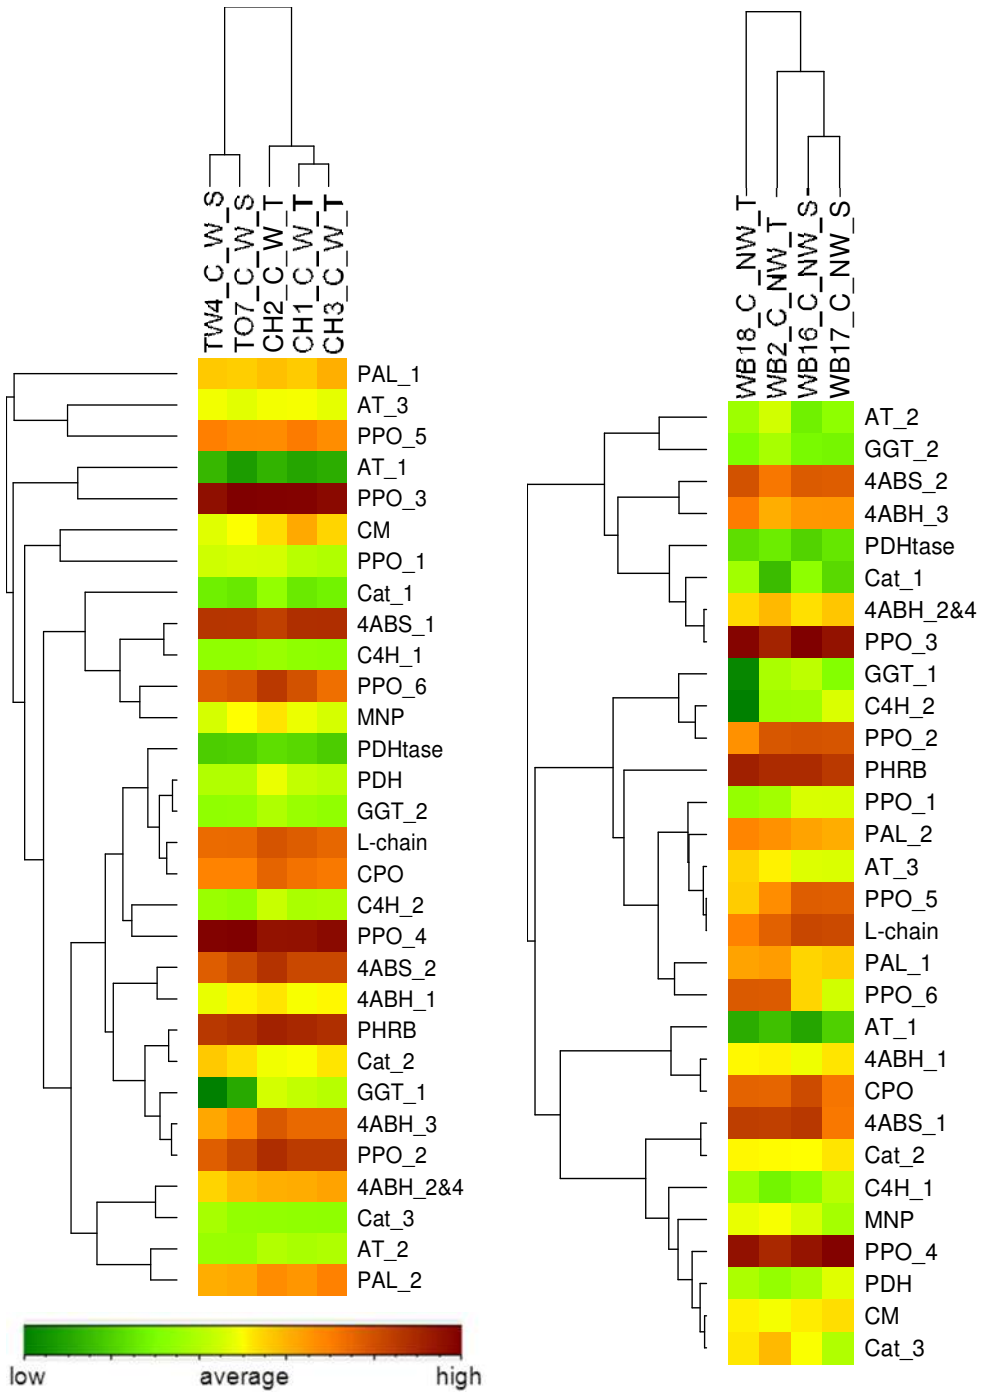 TW4_C_W_S
TO7_C_W_S
CH2_C_W_T
CH1_C_W_T
CH3_C_W_T
PAL_1
AT_3
PPO_5
AT_1
PPO_3
CM
PPO_1
Cat_1
4ABS_1
C4H_1
PPO_6
MNP
PDHtase
PDH
GGT_2
L-chain
CPO
C4H_2
PPO_4
4ABS_2
4ABH_1
PHRB
Cat_2
GGT_1
4ABH_3
PPO_2
4ABH_2&4
Cat_3
AT_2
PAL_2
low
average
high
WB18_C_NW_T
WB2_C_NW_T
WB16_C_NW_S
WB17_C_NW_S
AT_2
GGT_2
4ABS_2
4ABH_3
PDHtase
Cat_1
4ABH_2&4
PPO_3
GGT_1
C4H_2
PPO_2
PHRB
PPO_1
PAL_2
AT_3
PPO_5
L-chain
PAL_1
PPO_6
AT_1
4ABH_1
CPO
4ABS_1
Cat_2
C4H_1
MNP
PPO_4
PDH
CM
Cat_3